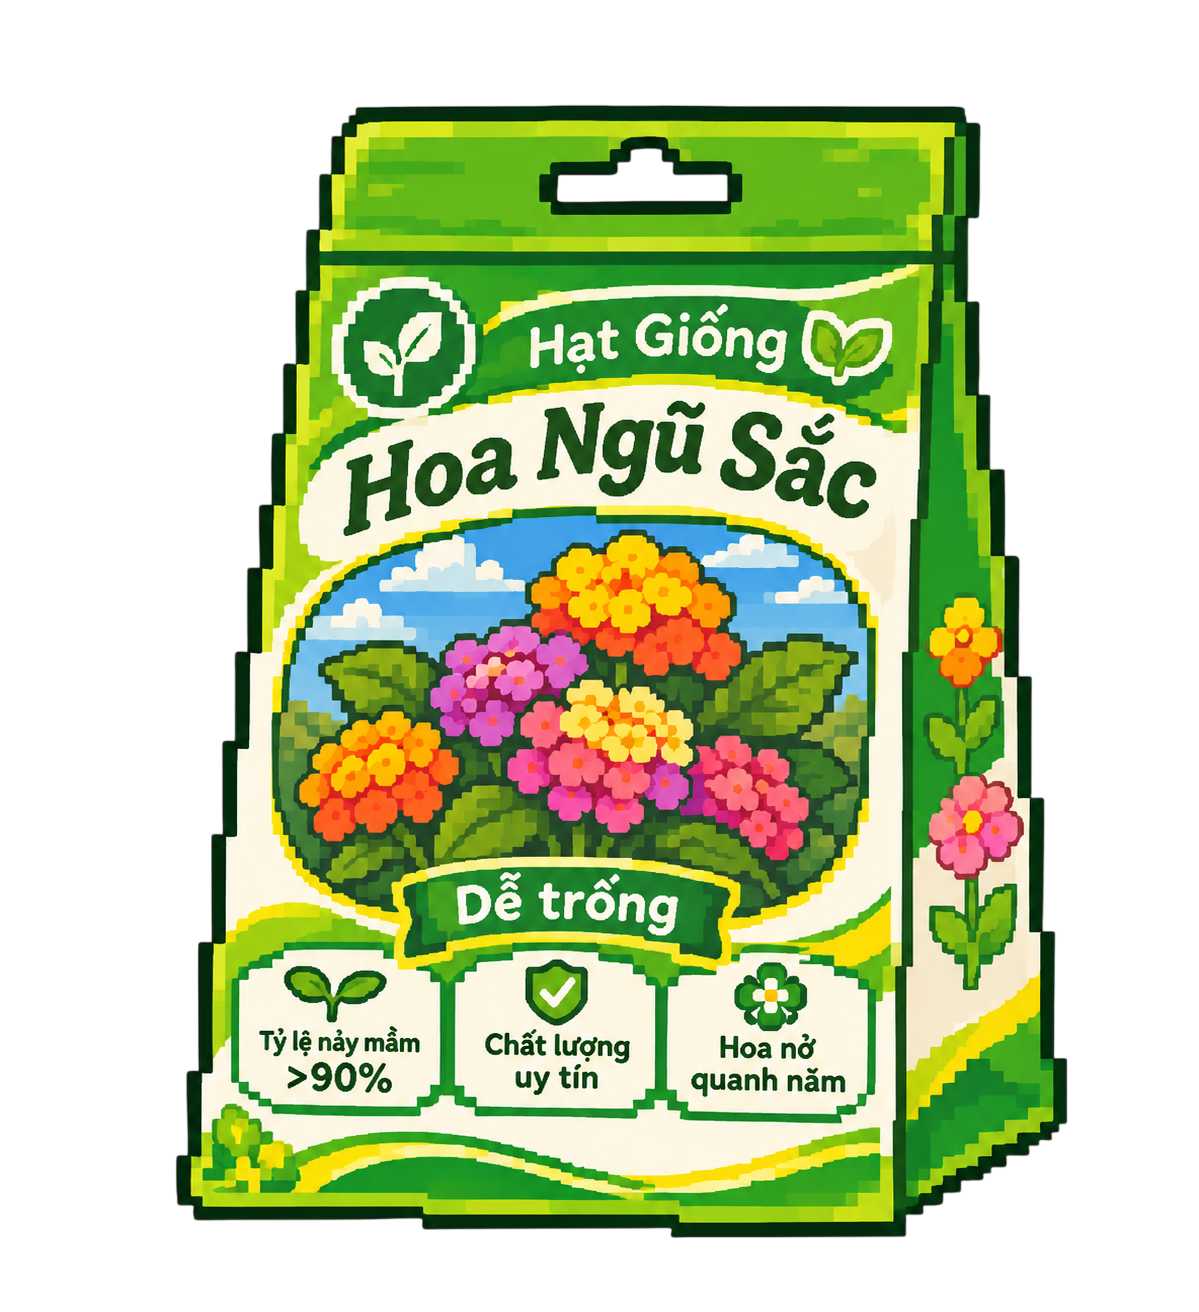 Hạt Giống
Hoa Ngũ Sắc
Dễ trống
Tỷ lệ nảy mầm
>90%
Chất lượng
uy tín
Hoa nở
quanh năm